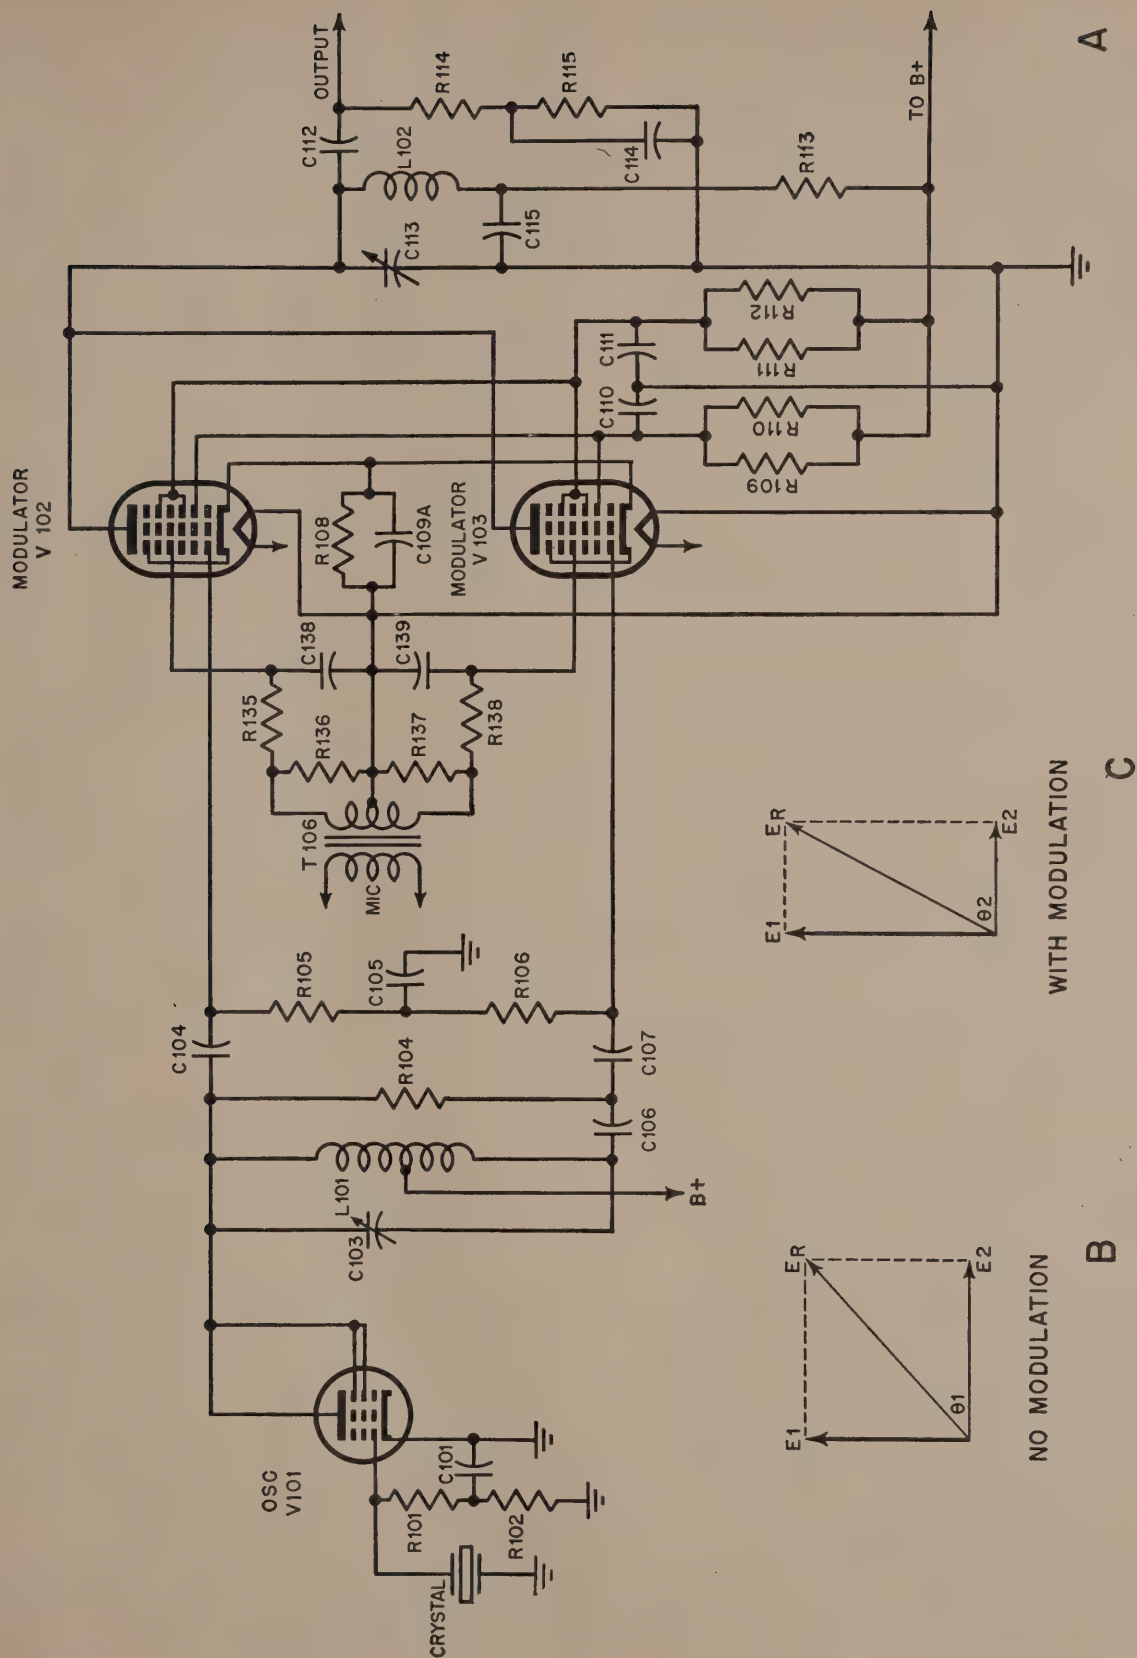 MODULATOR
V 102
OUTPUT
C112
L102
R114
R115
C114
C113
C115
R113
TO B+
A
R108
C109A
MODULATOR
V 103
C110
C111
R109
R110
R111
R112
C138
C139
R135
R136
R137
R138
T106
MIC
C104
R105
C105
R106
R104
C107
C106
L101
C103
B+
OSC
V101
R101
C101
R102
CRYSTAL
E1
ER
θ1
E2
NO MODULATION
B
E1
ER
θ2
E2
WITH MODULATION
C